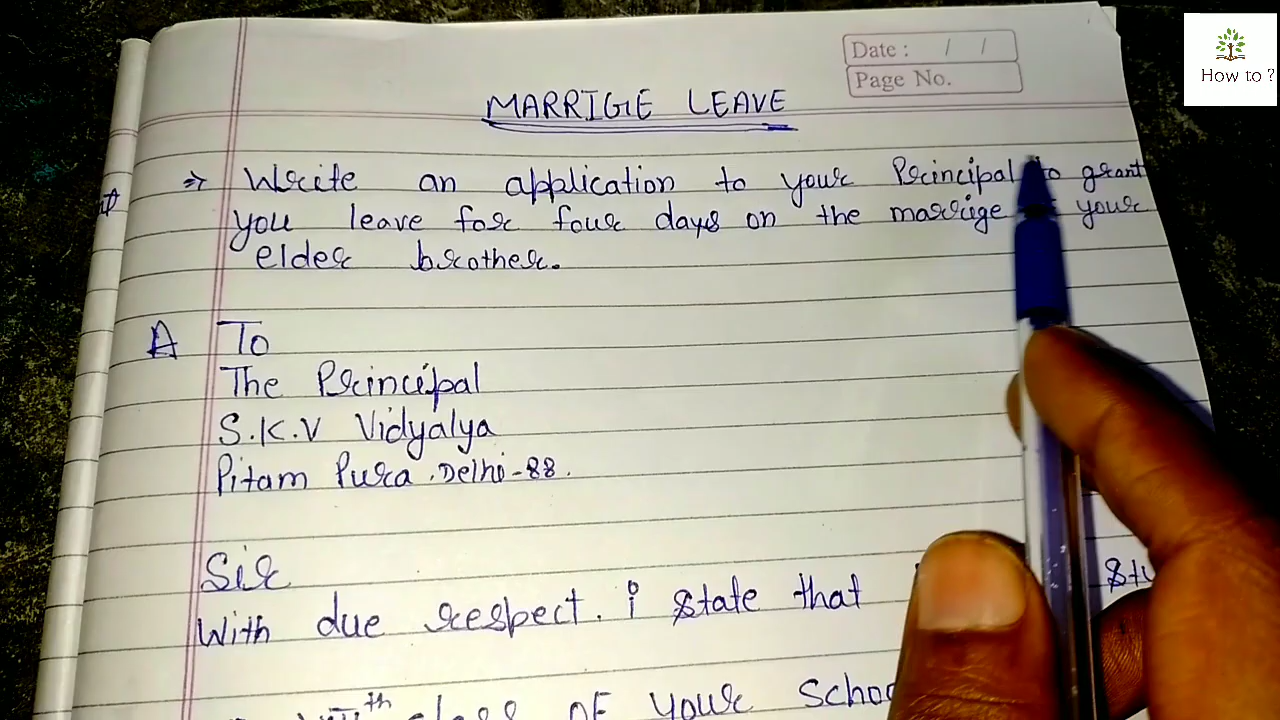 Date : / /
Page No.
How to ?
MARRIGE LEAVE
⇒ Write an application to your Principal to grant
you leave for four days on the marrige your
elder brother.
A To
The Principal
S.K.V Vidyalya
Pitam Pura . Delhi-88.
Sir
With due respect. i state that
th class of your